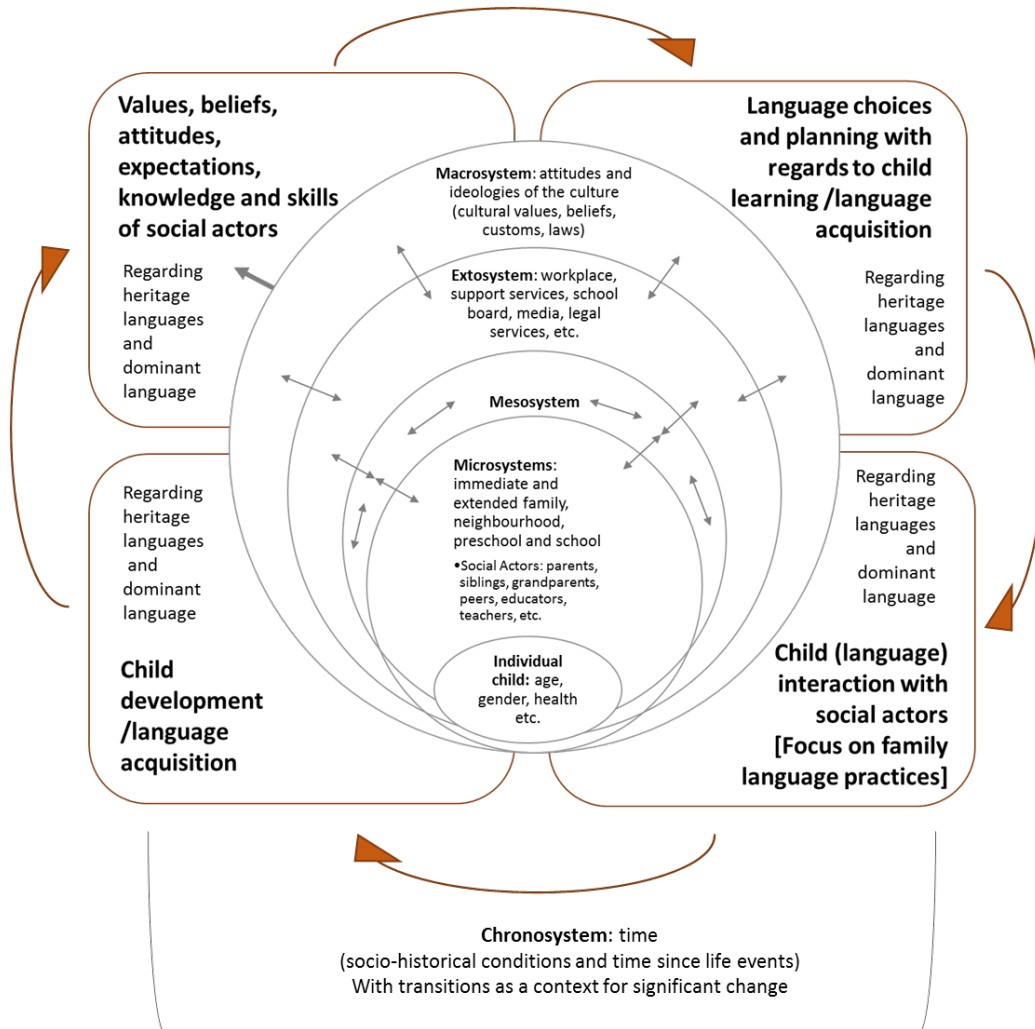 Values, beliefs,
attitudes,
expectations,
knowledge and skills
of social actors
Regarding
heritage
languages
and
dominant
language
Language choices
and planning with
regards to child
learning /language
acquisition
Regarding
heritage
languages
and
dominant
language
Macrosystem: attitudes and
ideologies of the culture
(cultural values, beliefs,
customs, laws)
Extosystem: workplace,
support services, school
board, media, legal
services, etc.
Mesosystem
Microsystems:
immediate and
extended family,
neighbourhood,
preschool and school
•Social Actors: parents,
siblings, grandparents,
peers, educators,
teachers, etc.
Individual
child: age,
gender, health
etc.
Regarding
heritage
languages
and
dominant
language
Child
development
/language
acquisition
Regarding
heritage
languages
and
dominant
language
Child (language)
interaction with
social actors
[Focus on family
language practices]
Chronosystem: time
(socio-historical conditions and time since life events)
With transitions as a context for significant change